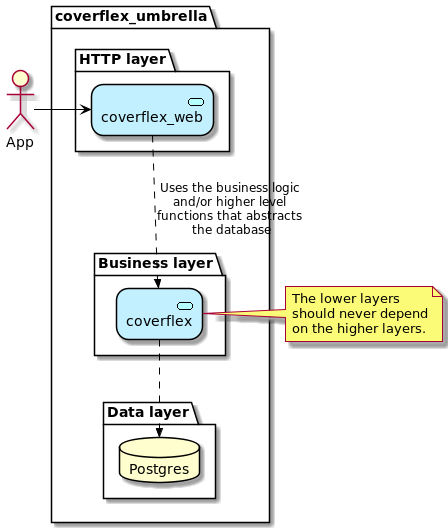 coverflex_umbrella
HTTP layer
coverflex_web
App
Uses the business logic
and/or higher level
functions that abstracts
the database
Business layer
coverflex
The lower layers
should never depend
on the higher layers.
Data layer
Postgres